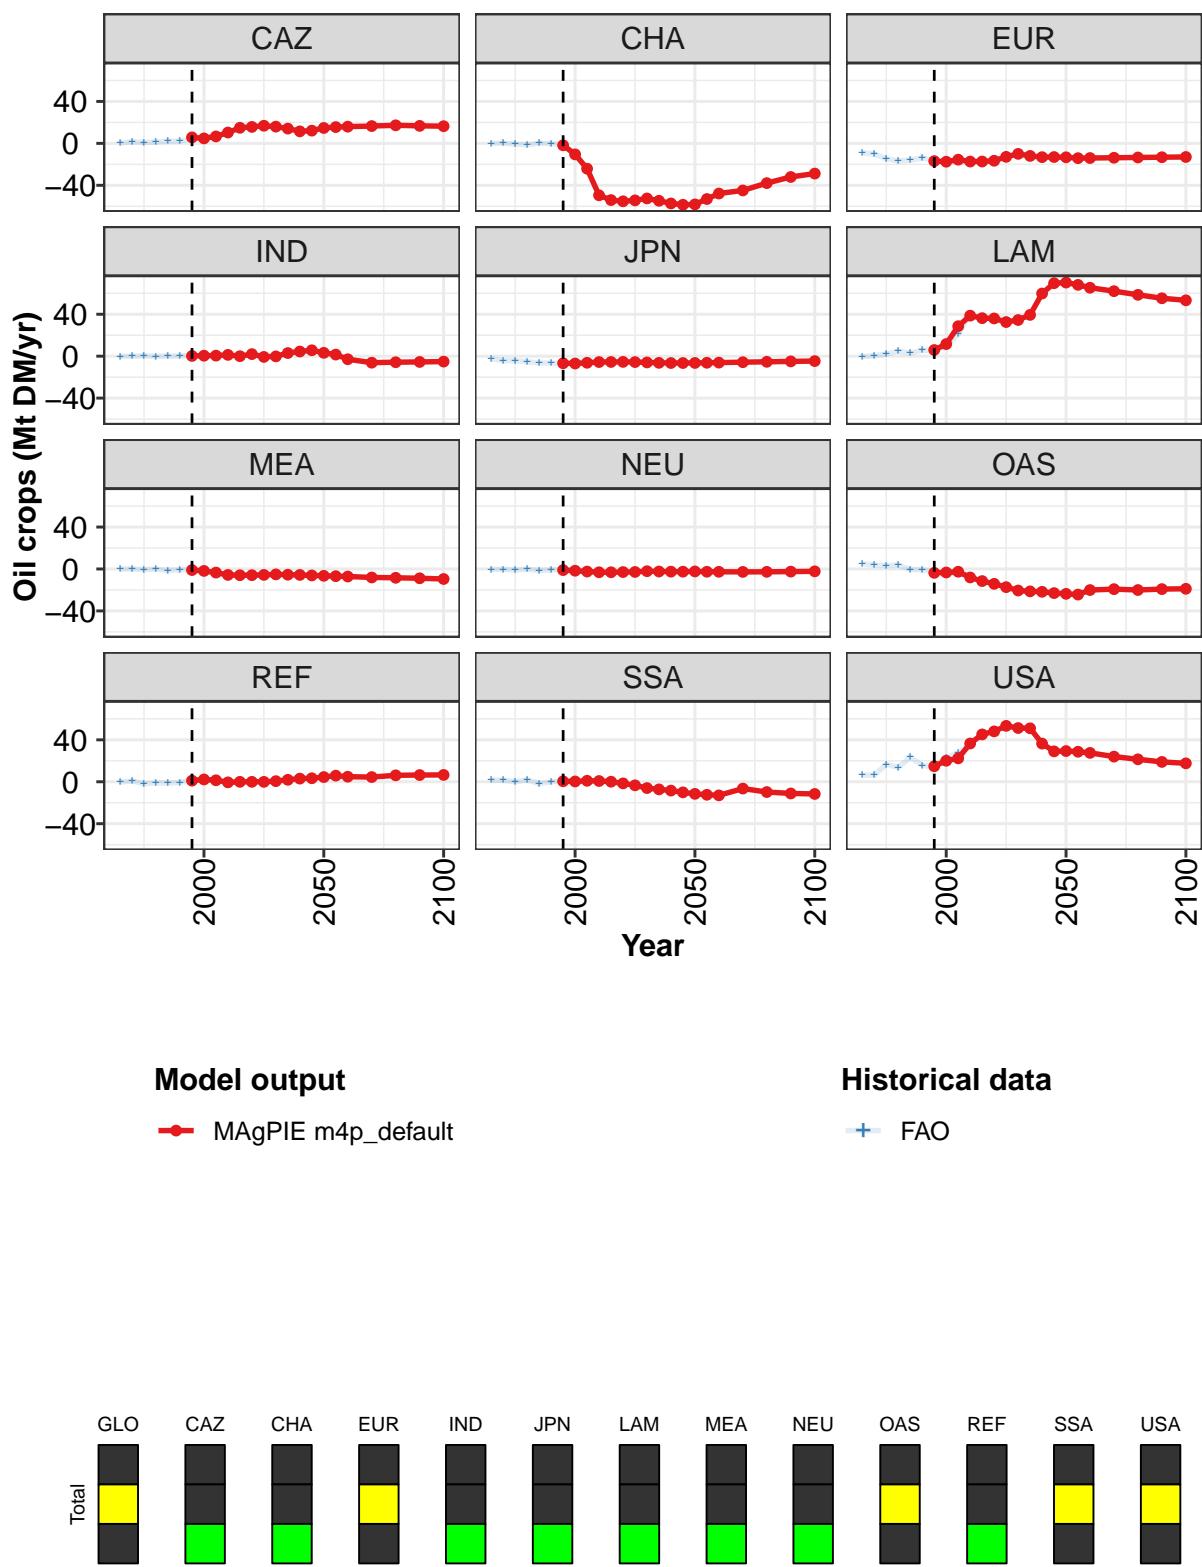 CAZ CHA EUR
40
0
−40
IND JPN LAM
40
0
−40
MEA NEU OAS
40
0
−40
REF SSA USA
40
0
−40
Oil crops (Mt DM/yr)
2000 2050 2100 2000 2050 2100 2000 2050 2100
Year
Model output Historical data
MAgPIE m4p_default FAO
GLO CAZ CHA EUR IND JPN LAM MEA NEU OAS REF SSA USA
Total